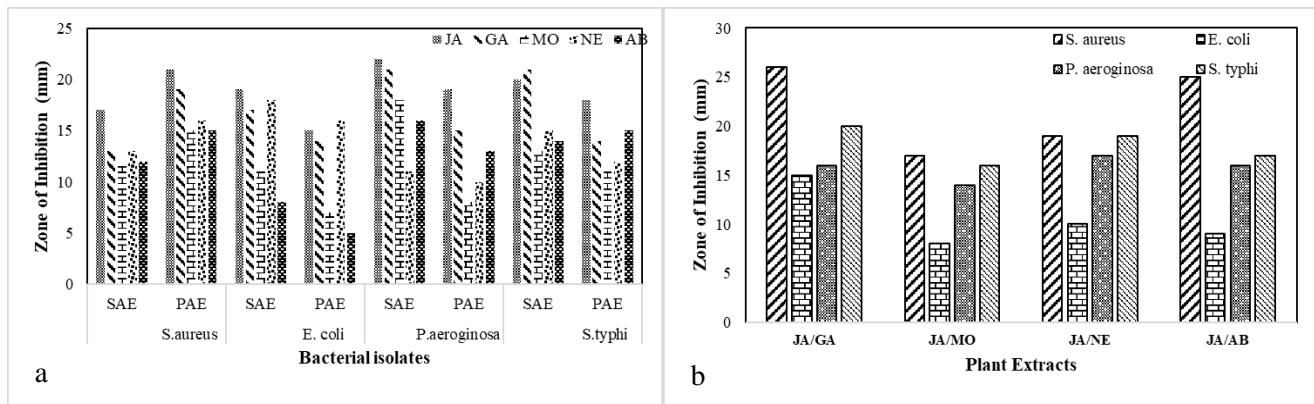 25
20
15
10
5
0
Zone of Inhibition (mm)
JA GA MO NE AB
SAE PAE SAE PAE SAE PAE SAE PAE
S.aureus E. coli P.aeroginosa S.typhi
Bacterial isolates
a
30
25
20
15
10
5
0
Zone of Inhibition (mm)
S. aureus E. coli
P. aeroginosa S. typhi
JA/GA JA/MO JA/NE JA/AB
Plant Extracts
b